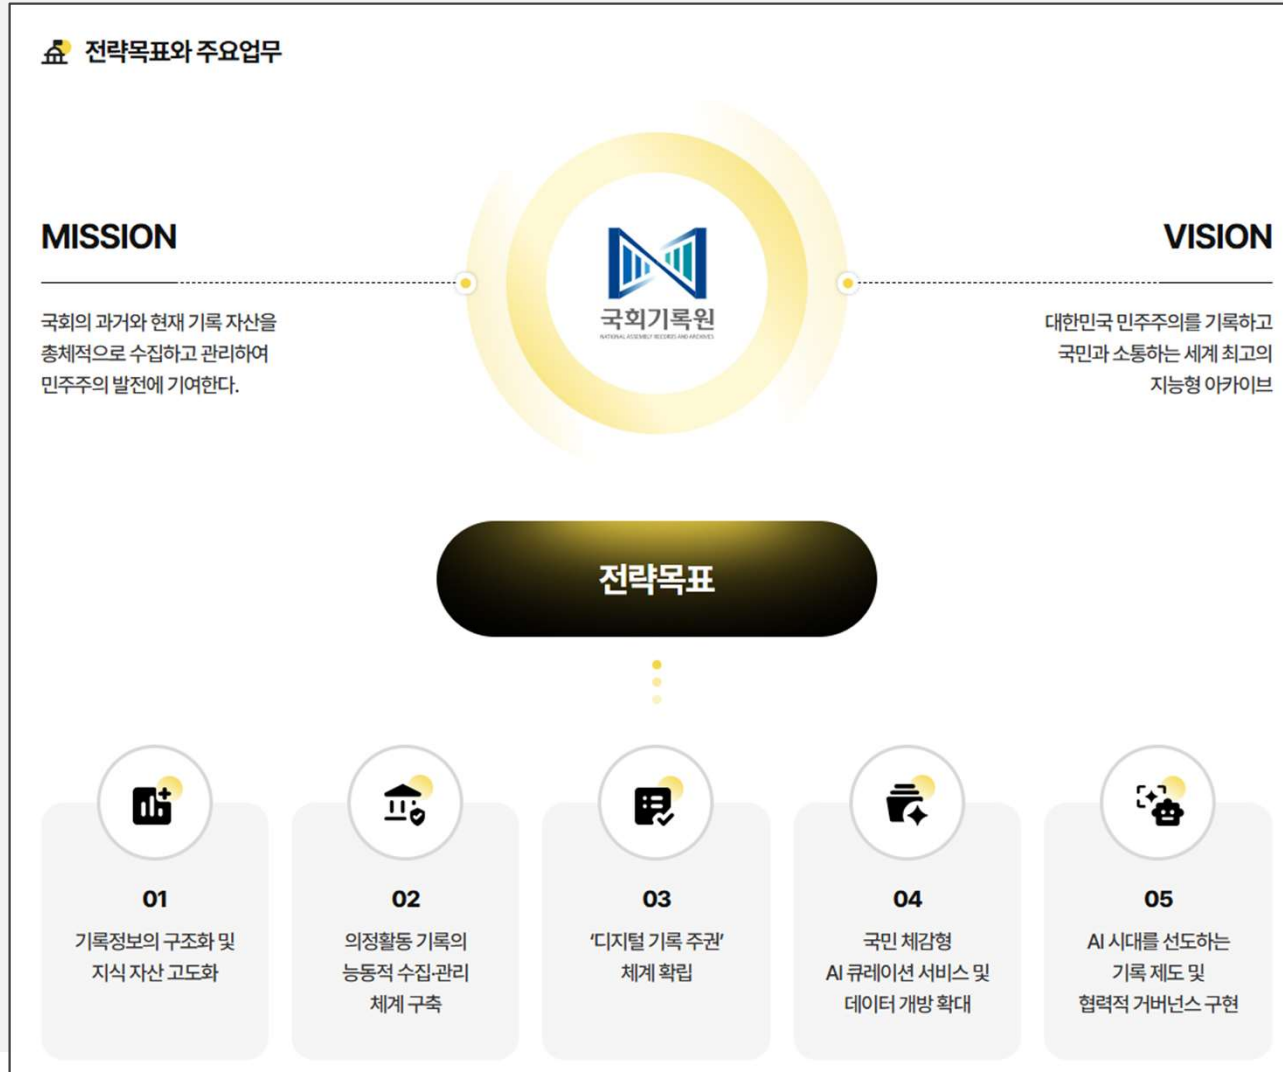 전략목표와 주요업무
MISSION
국회의 과거와 현재 기록 자산을
총체적으로 수집하고 관리하여
민주주의 발전에 기여한다.
국회기록원
NATIONAL ASSEMBLY RECORDS AND ARCHIVES
VISION
대한민국 민주주의를 기록하고
국민과 소통하는 세계 최고의
지능형 아카이브
전략목표
01
기록정보의 구조화 및
지식 자산 고도화
02
의정활동 기록의
능동적 수집·관리
체계 구축
03
‘디지털 기록 주권’
체계 확립
04
국민 체감형
AI 큐레이션 서비스 및
데이터 개방 확대
05
AI 시대를 선도하는
기록 제도 및
협력적 거버넌스 구현